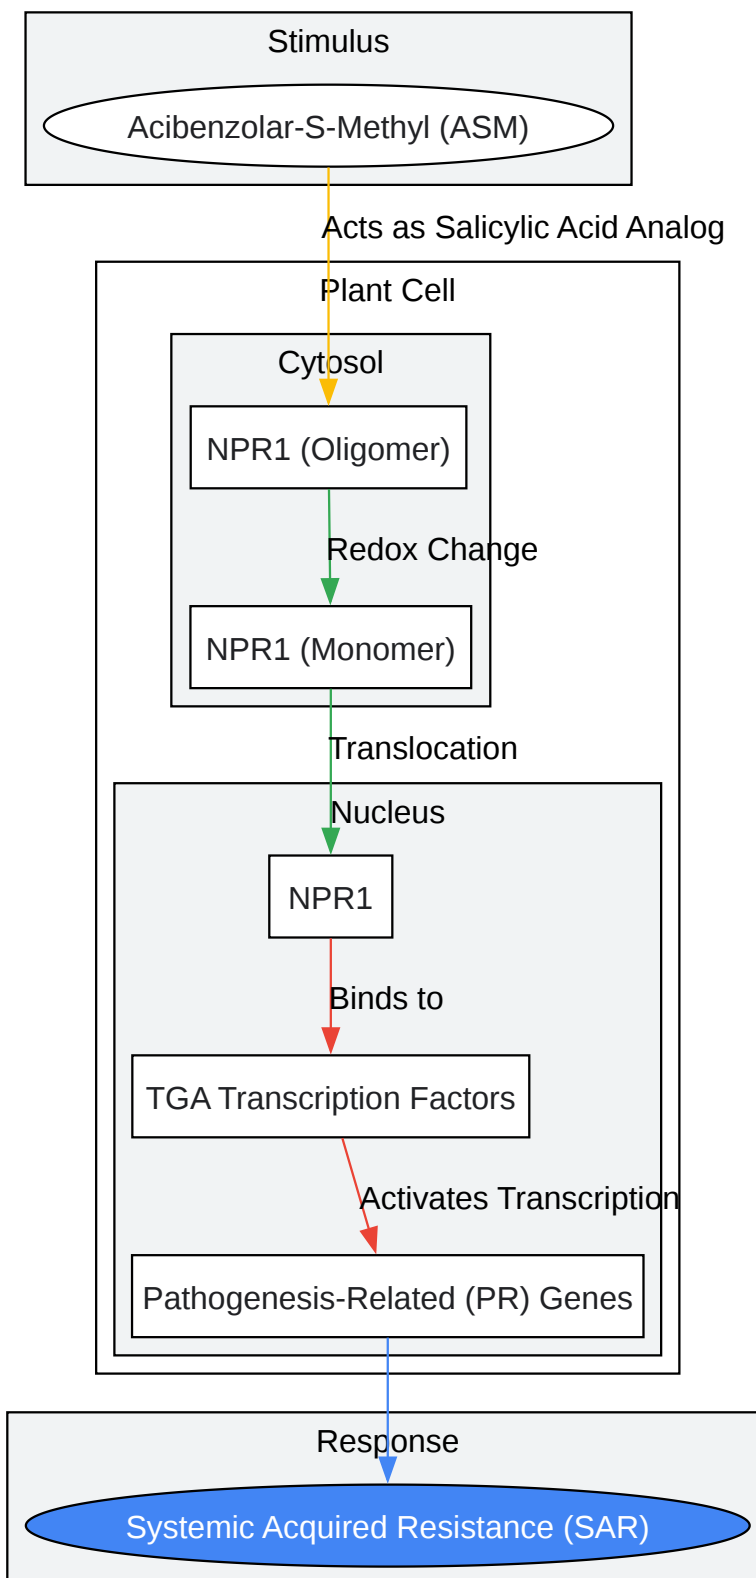 Stimulus
Acibenzolar-S-Methyl (ASM)
Acts as Salicylic Acid Analog
Plant Cell
Cytosol
NPR1 (Oligomer)
Redox Change
NPR1 (Monomer)
Translocation
Nucleus
NPR1
Binds to
TGA Transcription Factors
Activates Transcription
Pathogenesis-Related (PR) Genes
Response
Systemic Acquired Resistance (SAR)